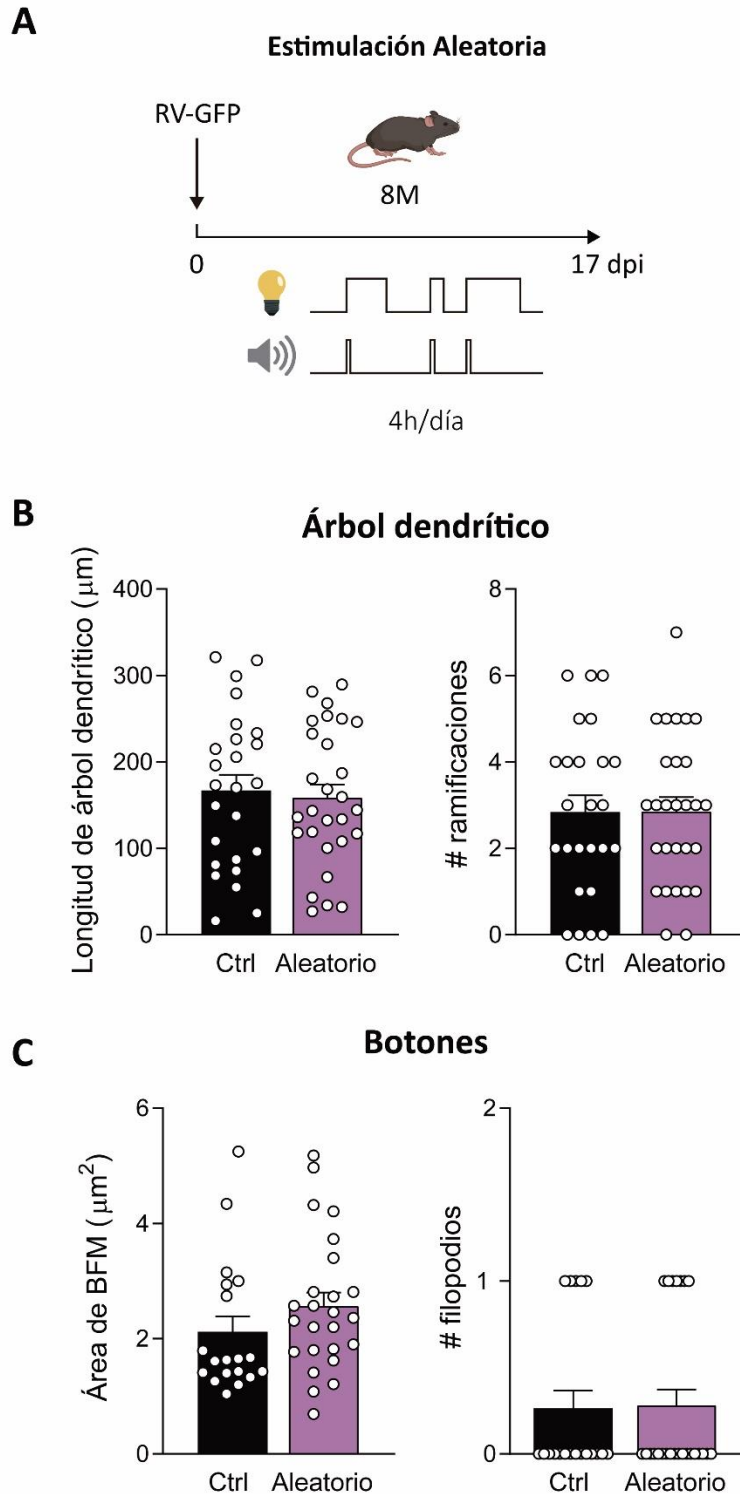 A
Estimulación Aleatoria
RV-GFP
8M
0
17 dpi
4h/día
B
Árbol dendrítico
Longitud de árbol dendrítico (μm)
400
300
200
100
0
Ctrl
Aleatorio
# ramificaciones
8
6
4
2
0
Ctrl
Aleatorio
C
Botones
Área de BFM (μm²)
6
4
2
0
Ctrl
Aleatorio
# filopodios
2
1
0
Ctrl
Aleatorio